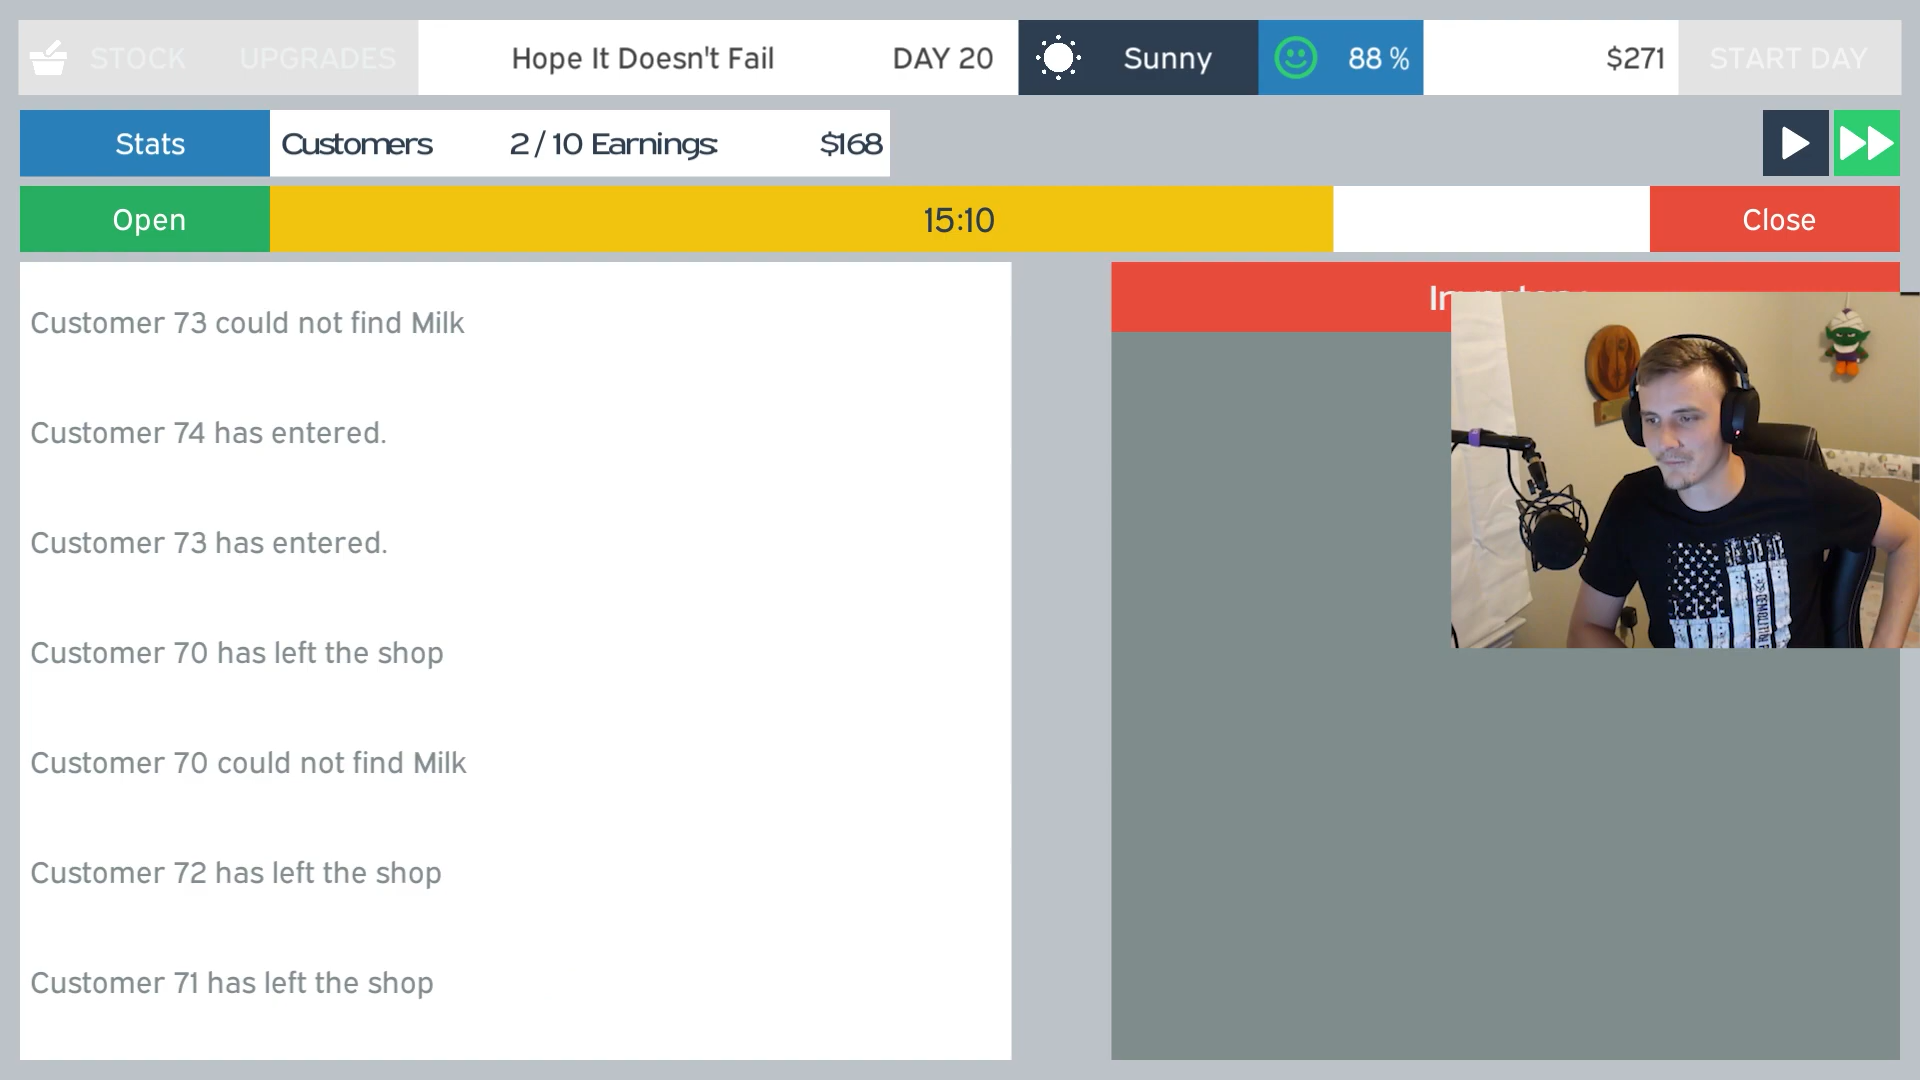 STOCK UPGRADES Hope It Doesn't Fail DAY 20 Sunny 88 % $271 START DAY
Stats Customers 2 / 10 Earnings: $168
Open 15:10 Close
Customer 73 could not find Milk
Customer 74 has entered.
Customer 73 has entered.
Customer 70 has left the shop
Customer 70 could not find Milk
Customer 72 has left the shop
Customer 71 has left the shop